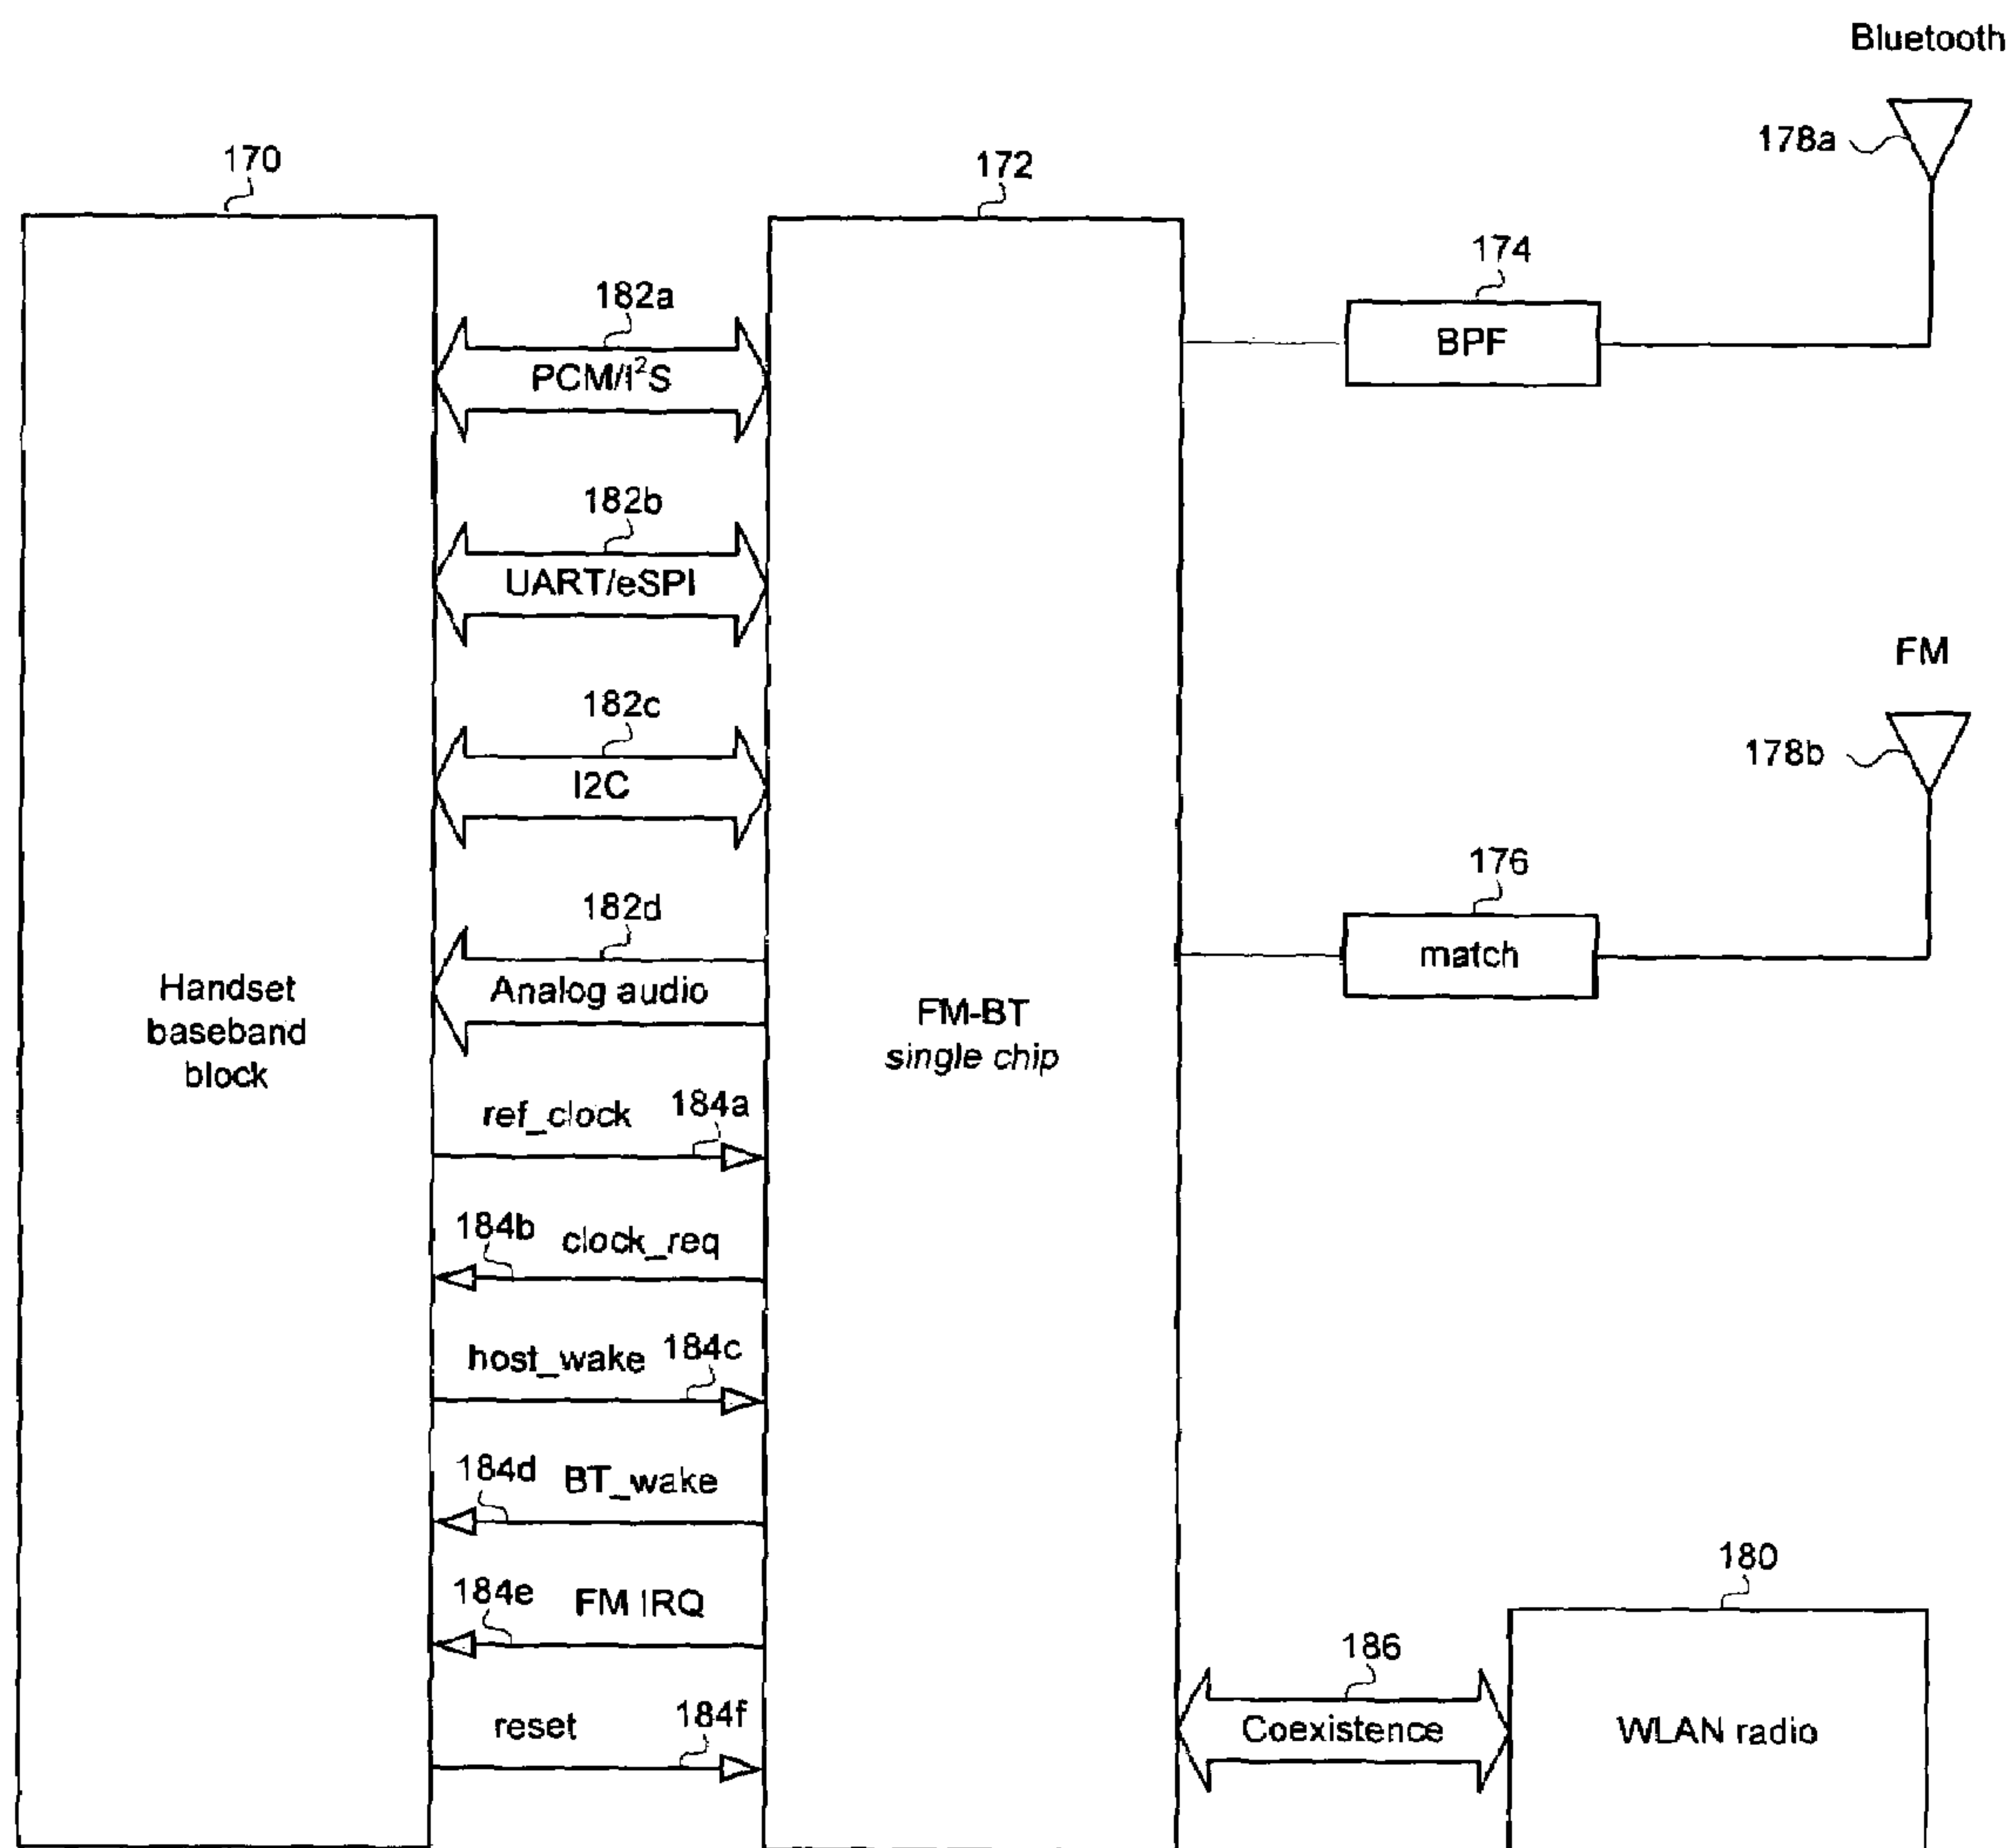 Bluetooth
178a
170
172
174
BPF
182a
PCM/I²S
182b
UART/eSPI
FM
178b
182c
I2C
176
match
182d
Analog audio
Handset
baseband
block
FM-BT
single chip
ref_clock 184a
184b clock_req
host_wake 184c
184d BT_wake
184e FM IRQ
reset 184f
180
186
Coexistence
WLAN radio